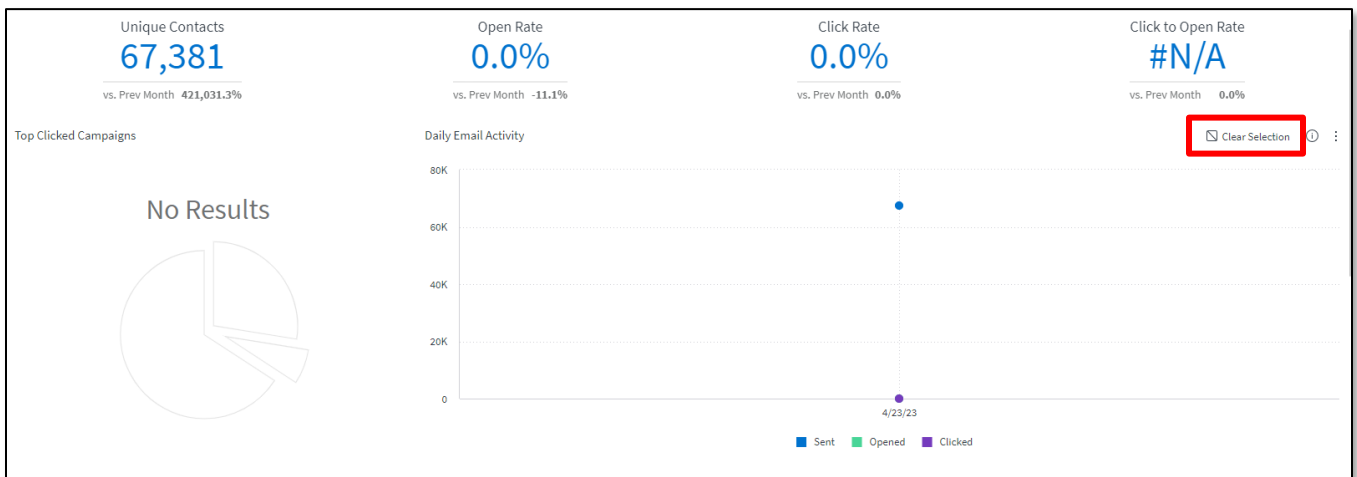 Unique Contacts
67,381
vs. Prev Month 421,031.3%
Open Rate
0.0%
vs. Prev Month -11.1%
Click Rate
0.0%
vs. Prev Month 0.0%
Click to Open Rate
#N/A
vs. Prev Month 0.0%
Top Clicked Campaigns
No Results
Daily Email Activity
Clear Selection
80K
60K
40K
20K
0
4/23/23
Sent Opened Clicked